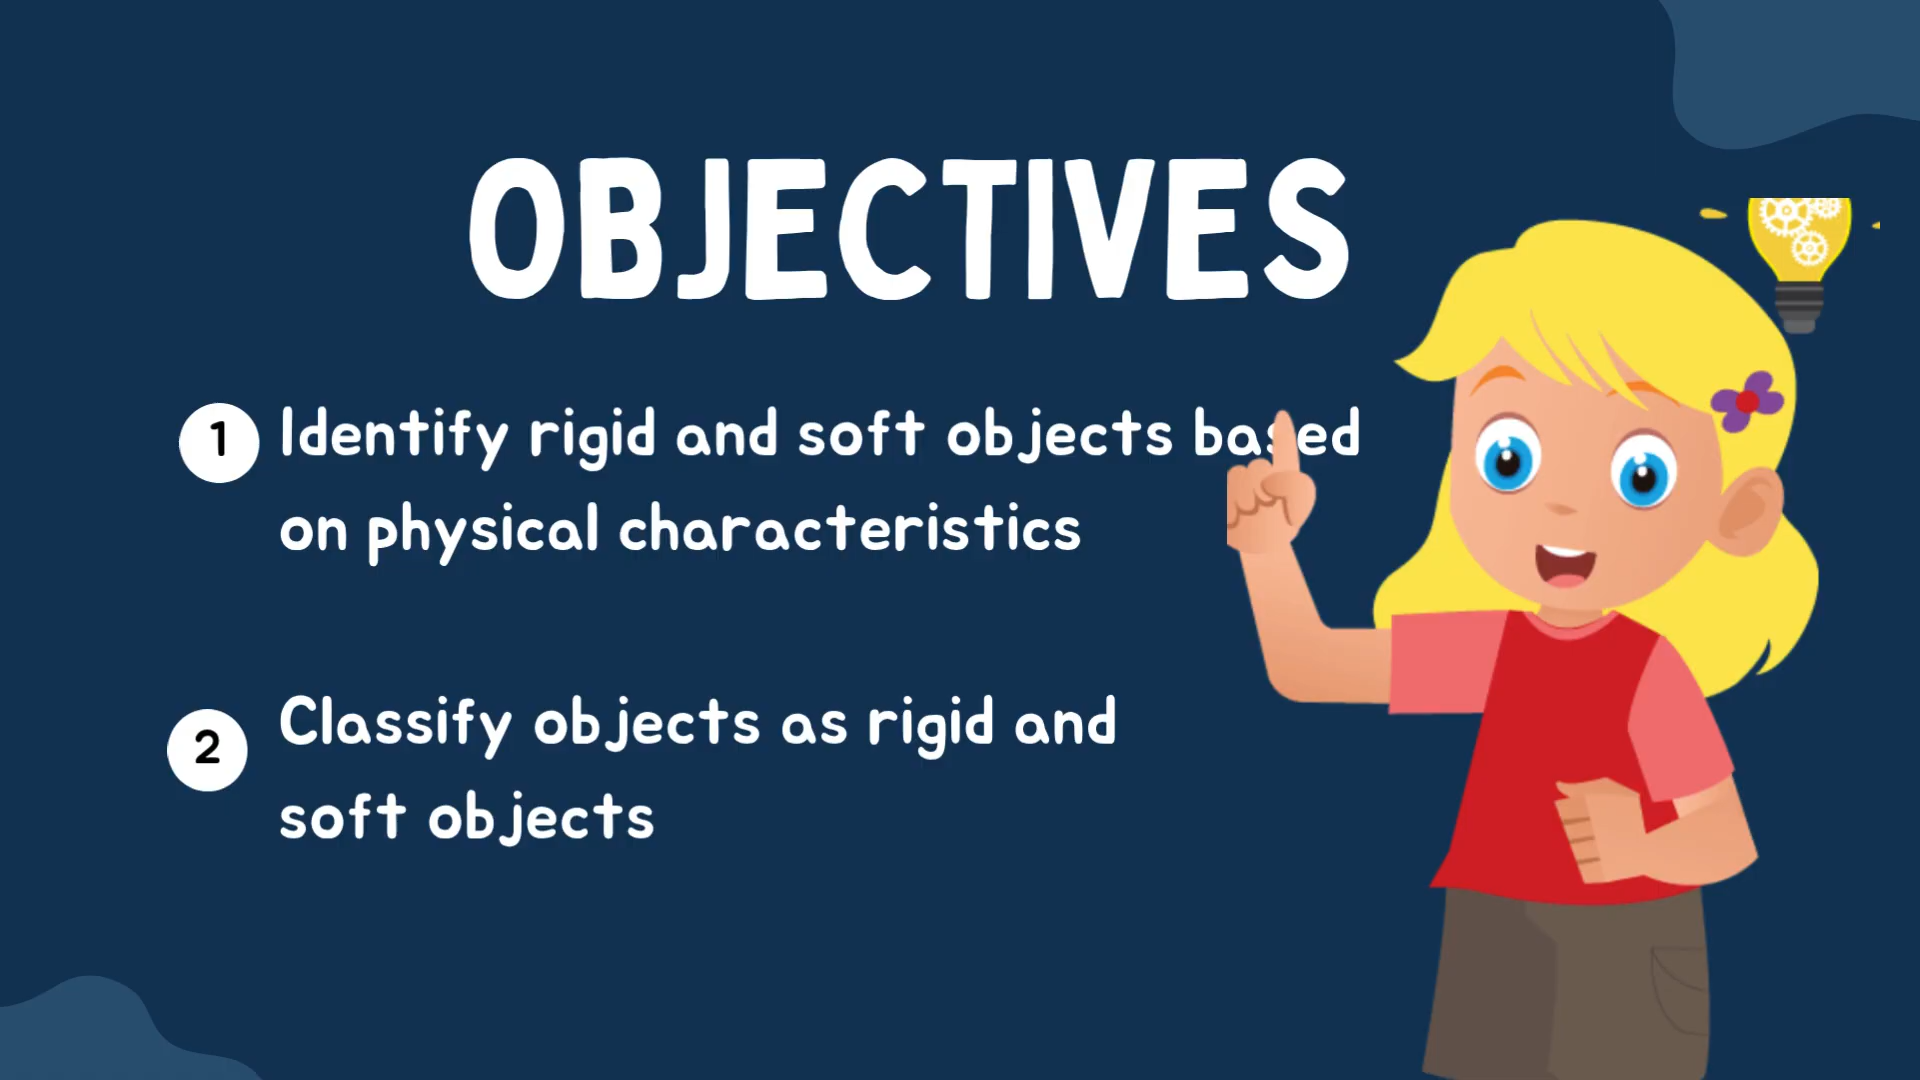 OBJECTIVES
1 Identify rigid and soft objects based
on physical characteristics
2 Classify objects as rigid and
soft objects